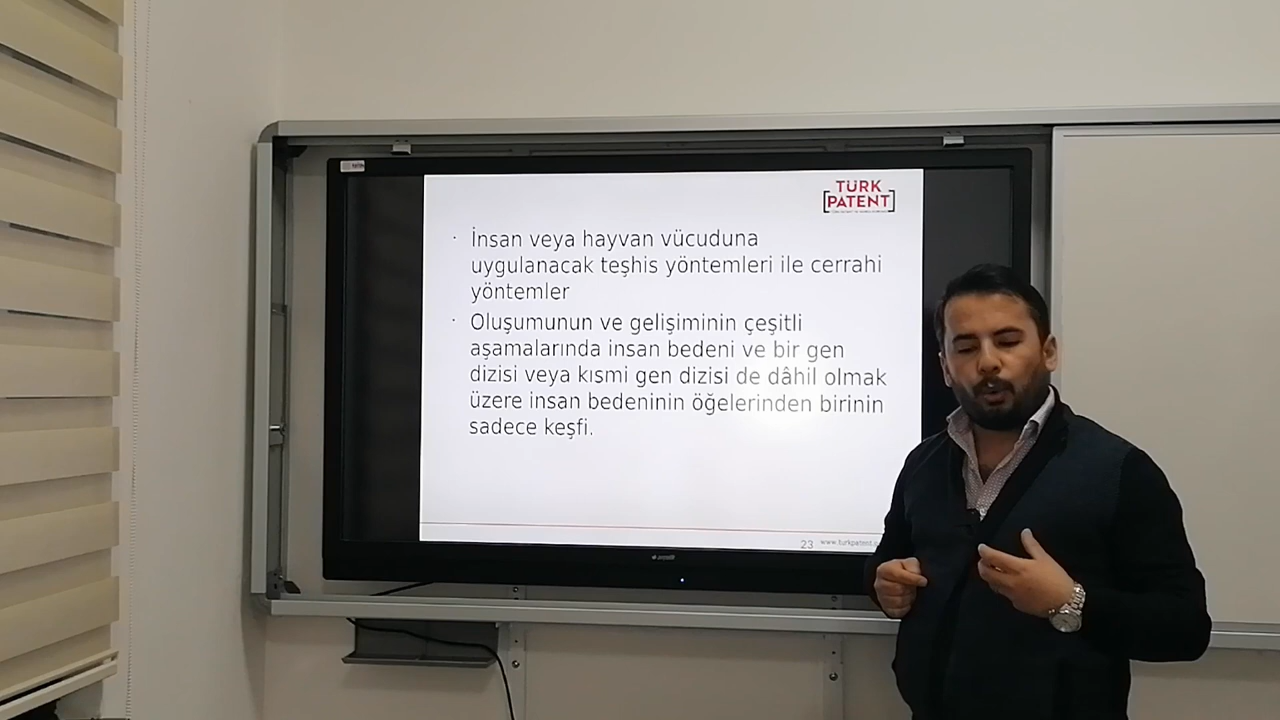 TÜRK
PATENT
· İnsan veya hayvan vücuduna
uygulanacak teşhis yöntemleri ile cerrahi
yöntemler
· Oluşumunun ve gelişiminin çeşitli
aşamalarında insan bedeni ve bir gen
dizisi veya kısmi gen dizisi de dâhil olmak
üzere insan bedeninin öğelerinden birinin
sadece keşfi.
23 www.turkpatent.